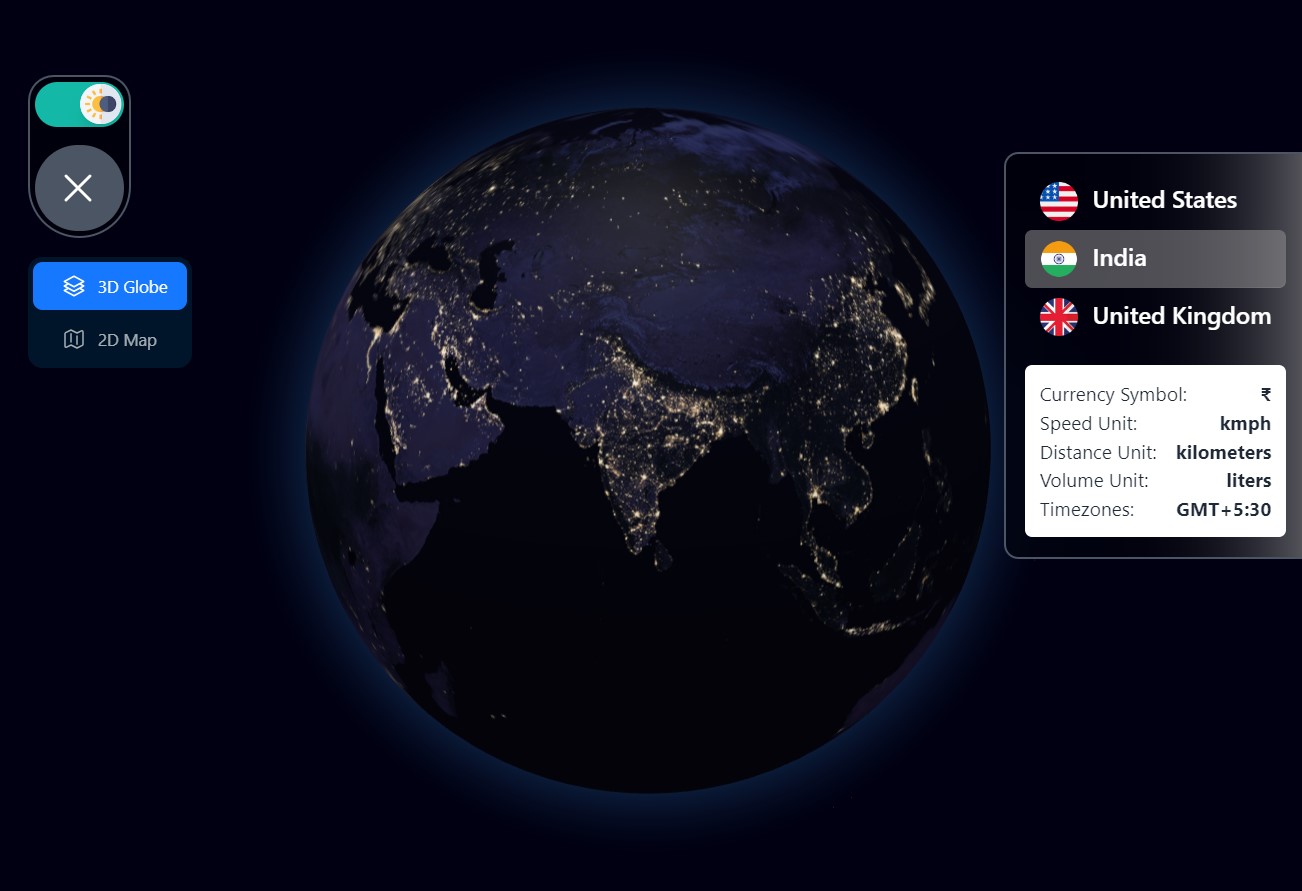 3D Globe
2D Map
United States
India
United Kingdom
Currency Symbol: ₹
Speed Unit: kmph
Distance Unit: kilometers
Volume Unit: liters
Timezones: GMT+5:30